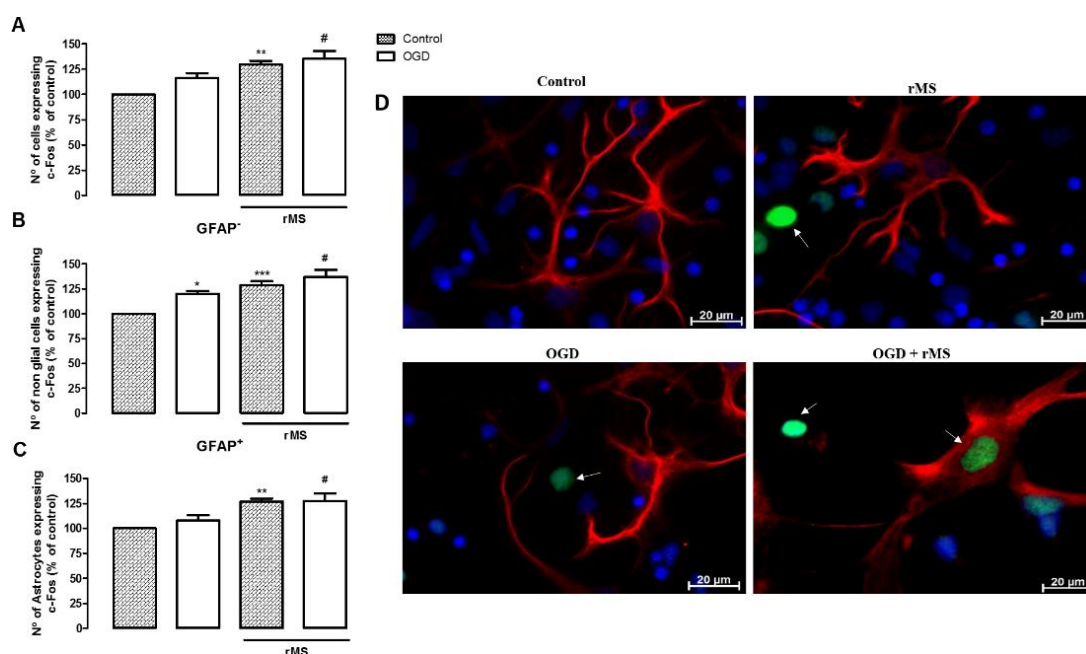 A
Nº of cells expressing
c-Fos (% of control)
150
125
100
75
50
25
0
**
#
rMS
Control
OGD
B
GFAP-
Nº of non glial cells expressing
c-Fos (% of control)
150
125
100
75
50
25
0
*
***
#
rMS
C
GFAP+
Nº of Astrocytes expressing
c-Fos (% of control)
150
125
100
75
50
25
0
**
#
rMS
D
Control
20 µm
rMS
20 µm
OGD
20 µm
OGD + rMS
20 µm